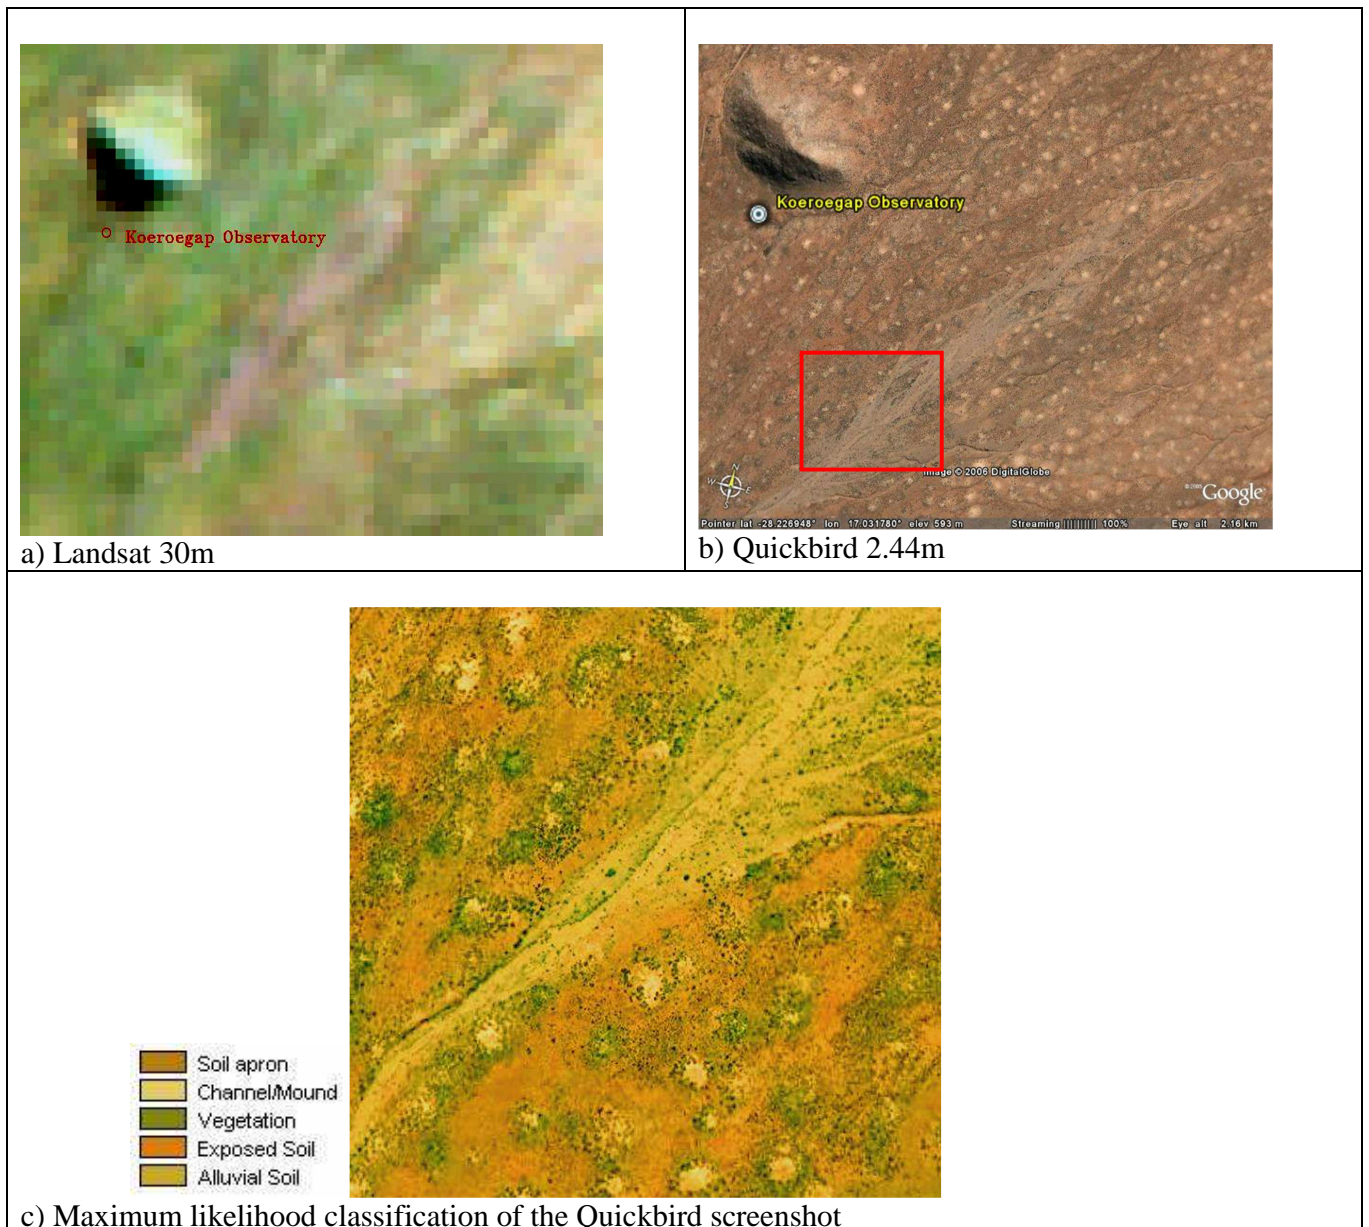 Koeroegap Observatory
a) Landsat 30m
Koeroegap Observatory
N
W
E
S
Image © 2006 DigitalGlobe
© 2005 Google
Pointer lat -28.226948° lon 17.031780° elev 593 m Streaming |||||||||| 100% Eye alt 2.16 km
b) Quickbird 2.44m
Soil apron
Channel/Mound
Vegetation
Exposed Soil
Alluvial Soil
c) Maximum likelihood classification of the Quickbird screenshot